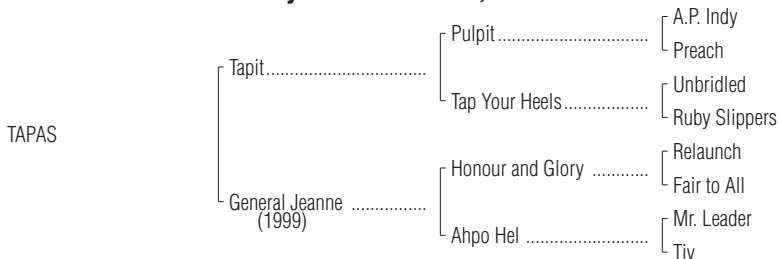 A.P. Indy
Pulpit
Preach
Tapit
Unbridled
Tap Your Heels
Ruby Slippers
TAPAS
Relaunch
Honour and Glory
Fair to All
General Jeanne
(1999)
Mr. Leader
Ahpo Hel
Tiy